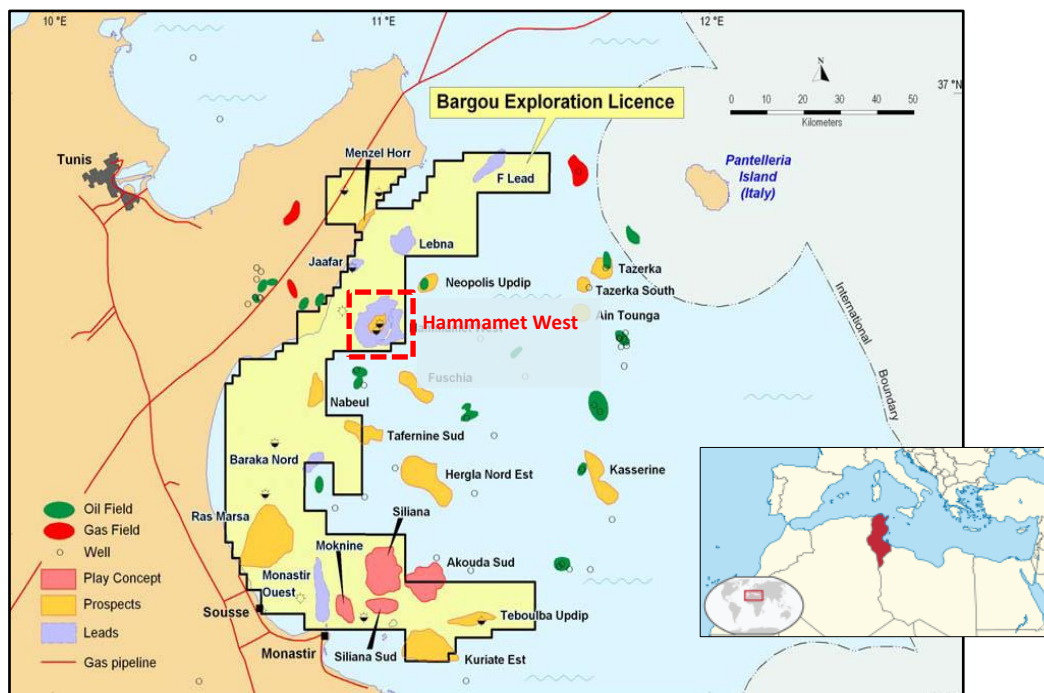 10 °E
11 °E
12 °E
37 °N
Bargou Exploration Licence
0 10 20 30 40 50
Kilometers
N
Tunis
Menzel Horr
F Lead
Pantelleria
Island
(Italy)
Lebna
Jaafar
Neopolis Updip
Tazerka
Tazerka South
Hammamet West
Ain Tounga
International
Boundary
Fuschia
Nabeul
Tafernine Sud
Baraka Nord
Hergla Nord Est
Kasserine
Ras Marsa
Siliana
Moknine
Akouda Sud
Monastir
Ouest
Sousse
Teboulba Updip
Siliana Sud
Monastir
Kuriate Est
Oil Field
Gas Field
Well
Play Concept
Prospects
Leads
Gas pipeline